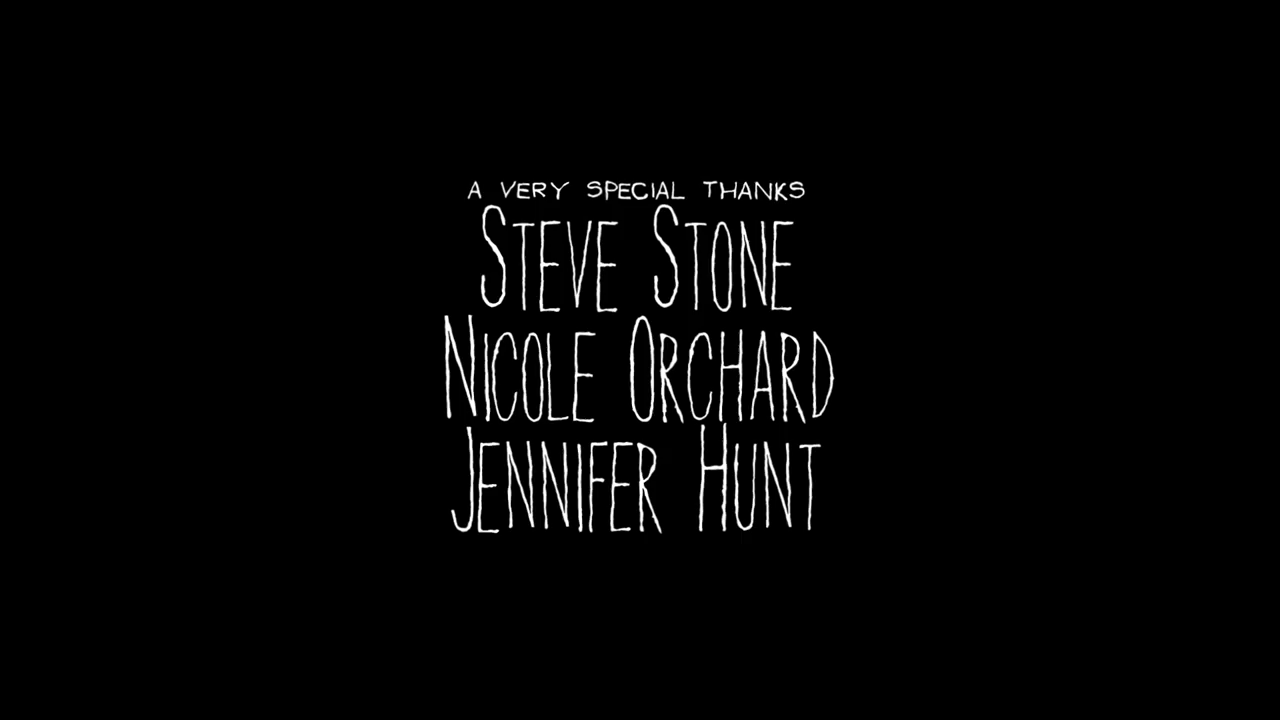 A VERY SPECIAL THANKS
STEVE STONE
NICOLE ORCHARD
JENNIFER HUNT